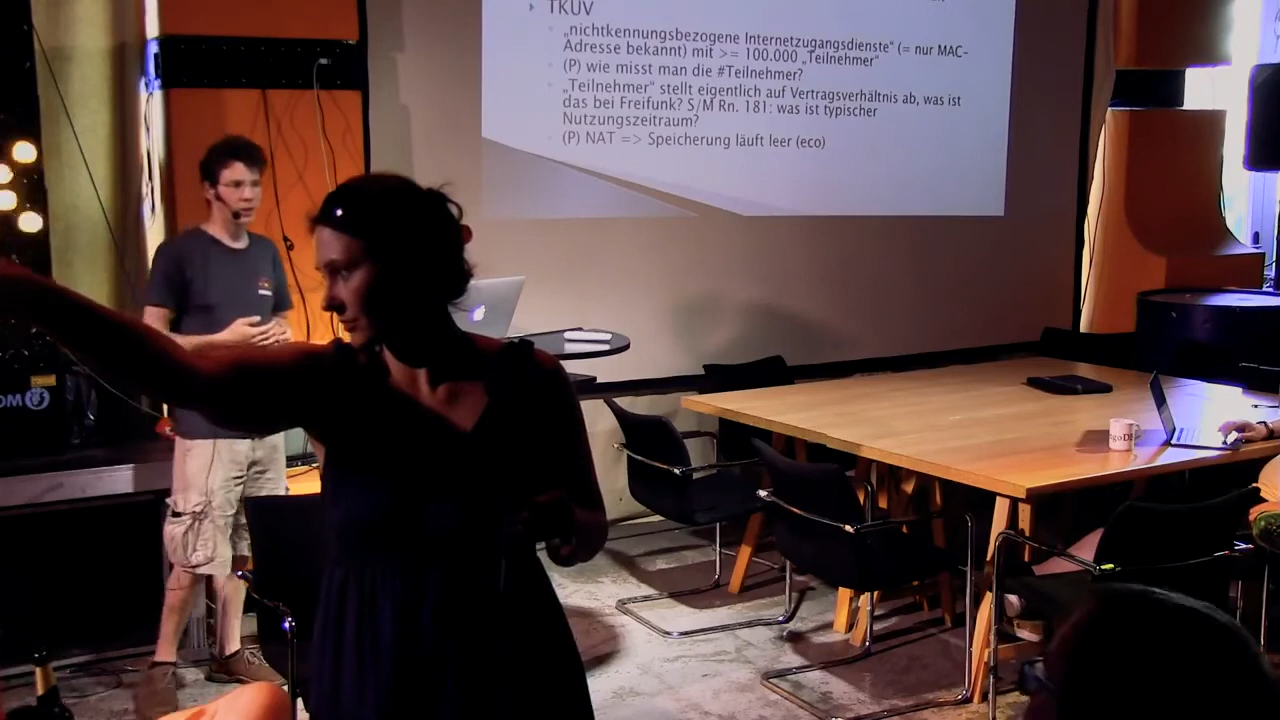 TKÜV
„nichtkennungsbezogene Internetzugangsdienste“ (= nur MAC-
Adresse bekannt) mit >= 100.000 „Teilnehmer“
(P) wie misst man die #Teilnehmer?
„Teilnehmer“ stellt eigentlich auf Vertragsverhältnis ab, was ist
das bei Freifunk? S/M Rn. 181: was ist typischer
Nutzungszeitraum?
(P) NAT => Speicherung läuft leer (eco)